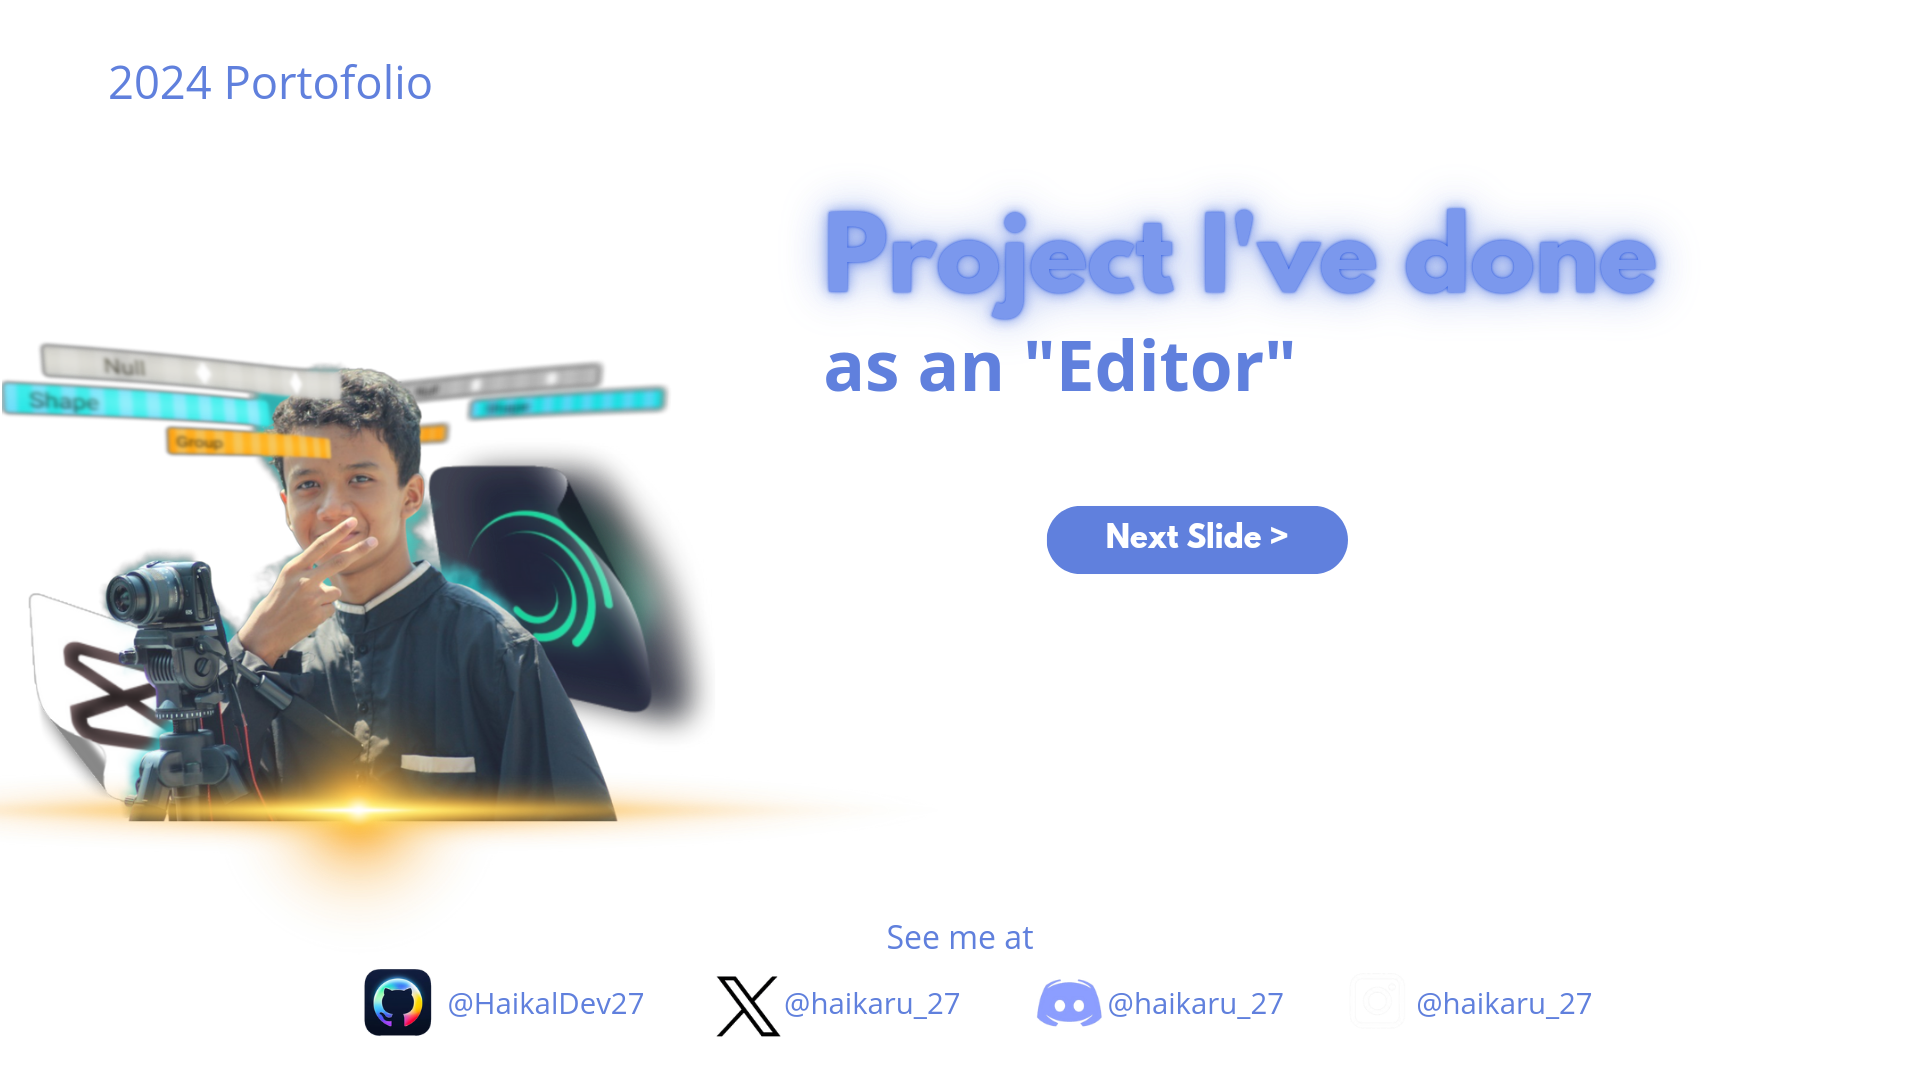 2024 Portofolio
Project I've done
as an "Editor"
Null
Shape
Group
Next Slide >
See me at
@HaikalDev27
@haikaru_27
@haikaru_27
@haikaru_27